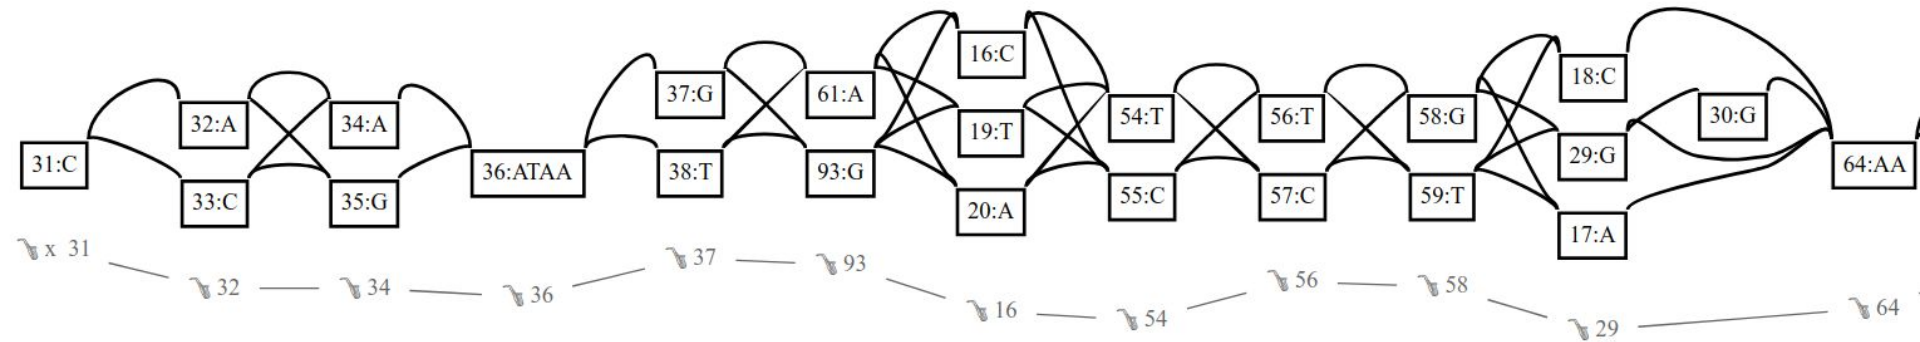 31:C
32:A
33:C
34:A
35:G
36:ATAA
37:G
38:T
61:A
93:G
16:C
19:T
20:A
54:T
55:C
56:T
57:C
58:G
59:T
18:C
29:G
17:A
30:G
64:AA
x 31
32
34
36
37
93
16
54
56
58
29
64